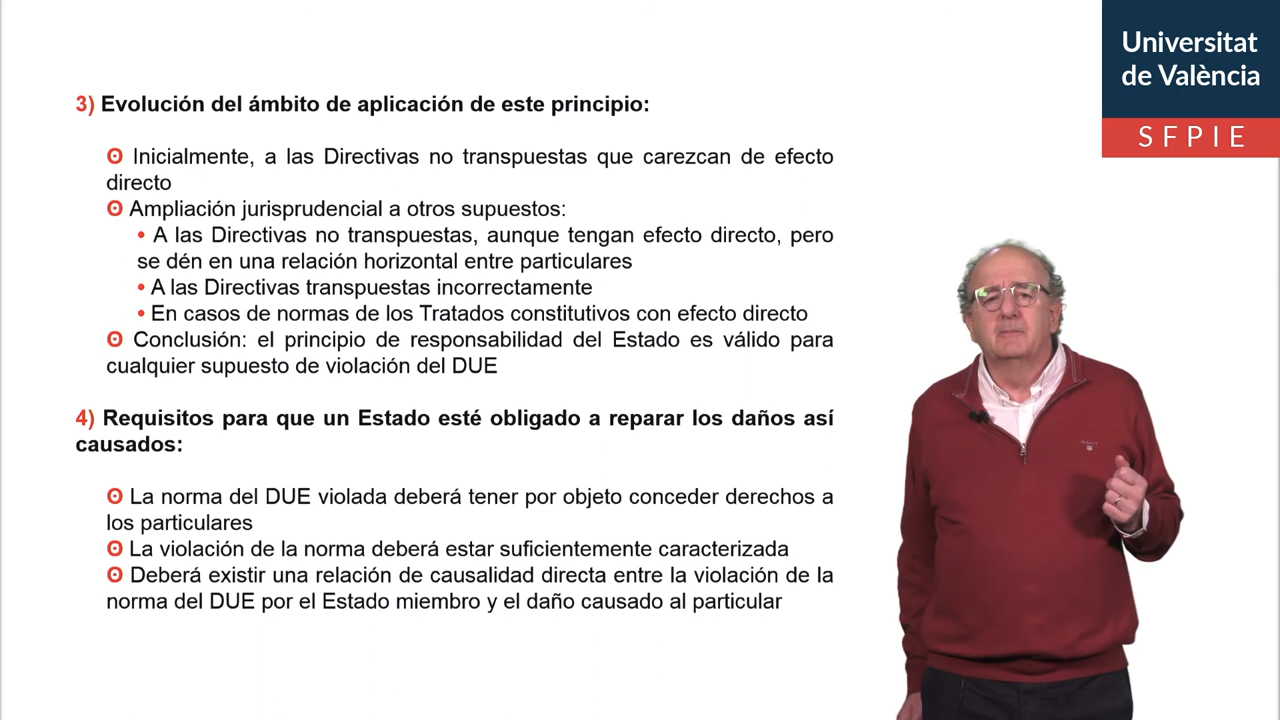 Universitat
de València
SFPIE
3) Evolución del ámbito de aplicación de este principio:
ʘ Inicialmente, a las Directivas no transpuestas que carezcan de efecto
directo
ʘ Ampliación jurisprudencial a otros supuestos:
• A las Directivas no transpuestas, aunque tengan efecto directo, pero
se dén en una relación horizontal entre particulares
• A las Directivas transpuestas incorrectamente
• En casos de normas de los Tratados constitutivos con efecto directo
ʘ Conclusión: el principio de responsabilidad del Estado es válido para
cualquier supuesto de violación del DUE
4) Requisitos para que un Estado esté obligado a reparar los daños así
causados:
ʘ La norma del DUE violada deberá tener por objeto conceder derechos a
los particulares
ʘ La violación de la norma deberá estar suficientemente caracterizada
ʘ Deberá existir una relación de causalidad directa entre la violación de la
norma del DUE por el Estado miembro y el daño causado al particular